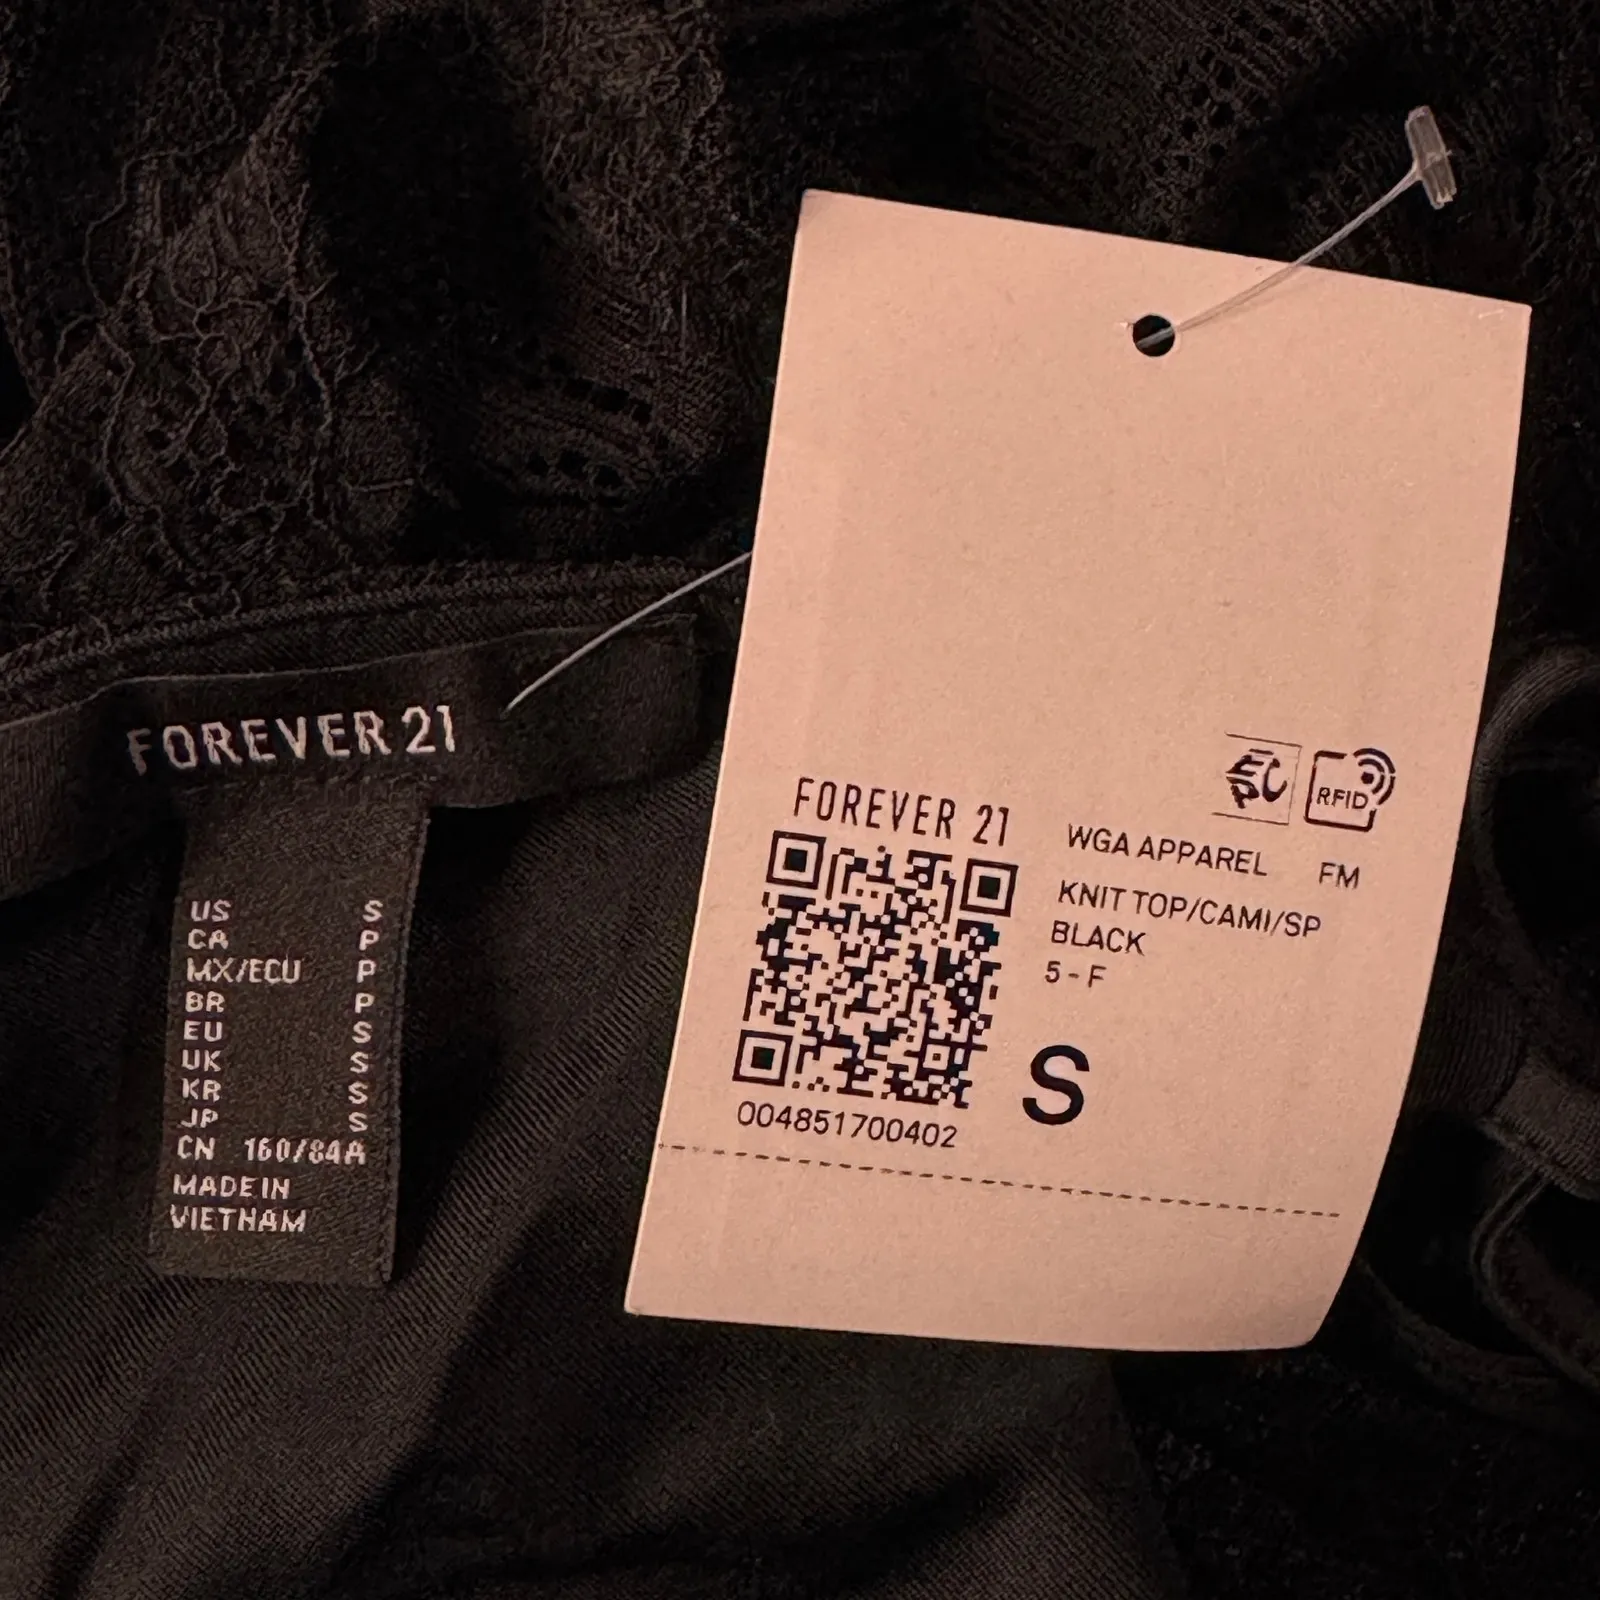 FOREVER 21
US S
CA P
MX/ECU P
BR P
EU S
UK S
KR S
JP S
CN 160/84A
MADE IN
VIETNAM
EPC
RFID
FOREVER 21
WGA APPAREL FM
KNIT TOP/CAMI/SP
BLACK
5 - F
S
004851700402